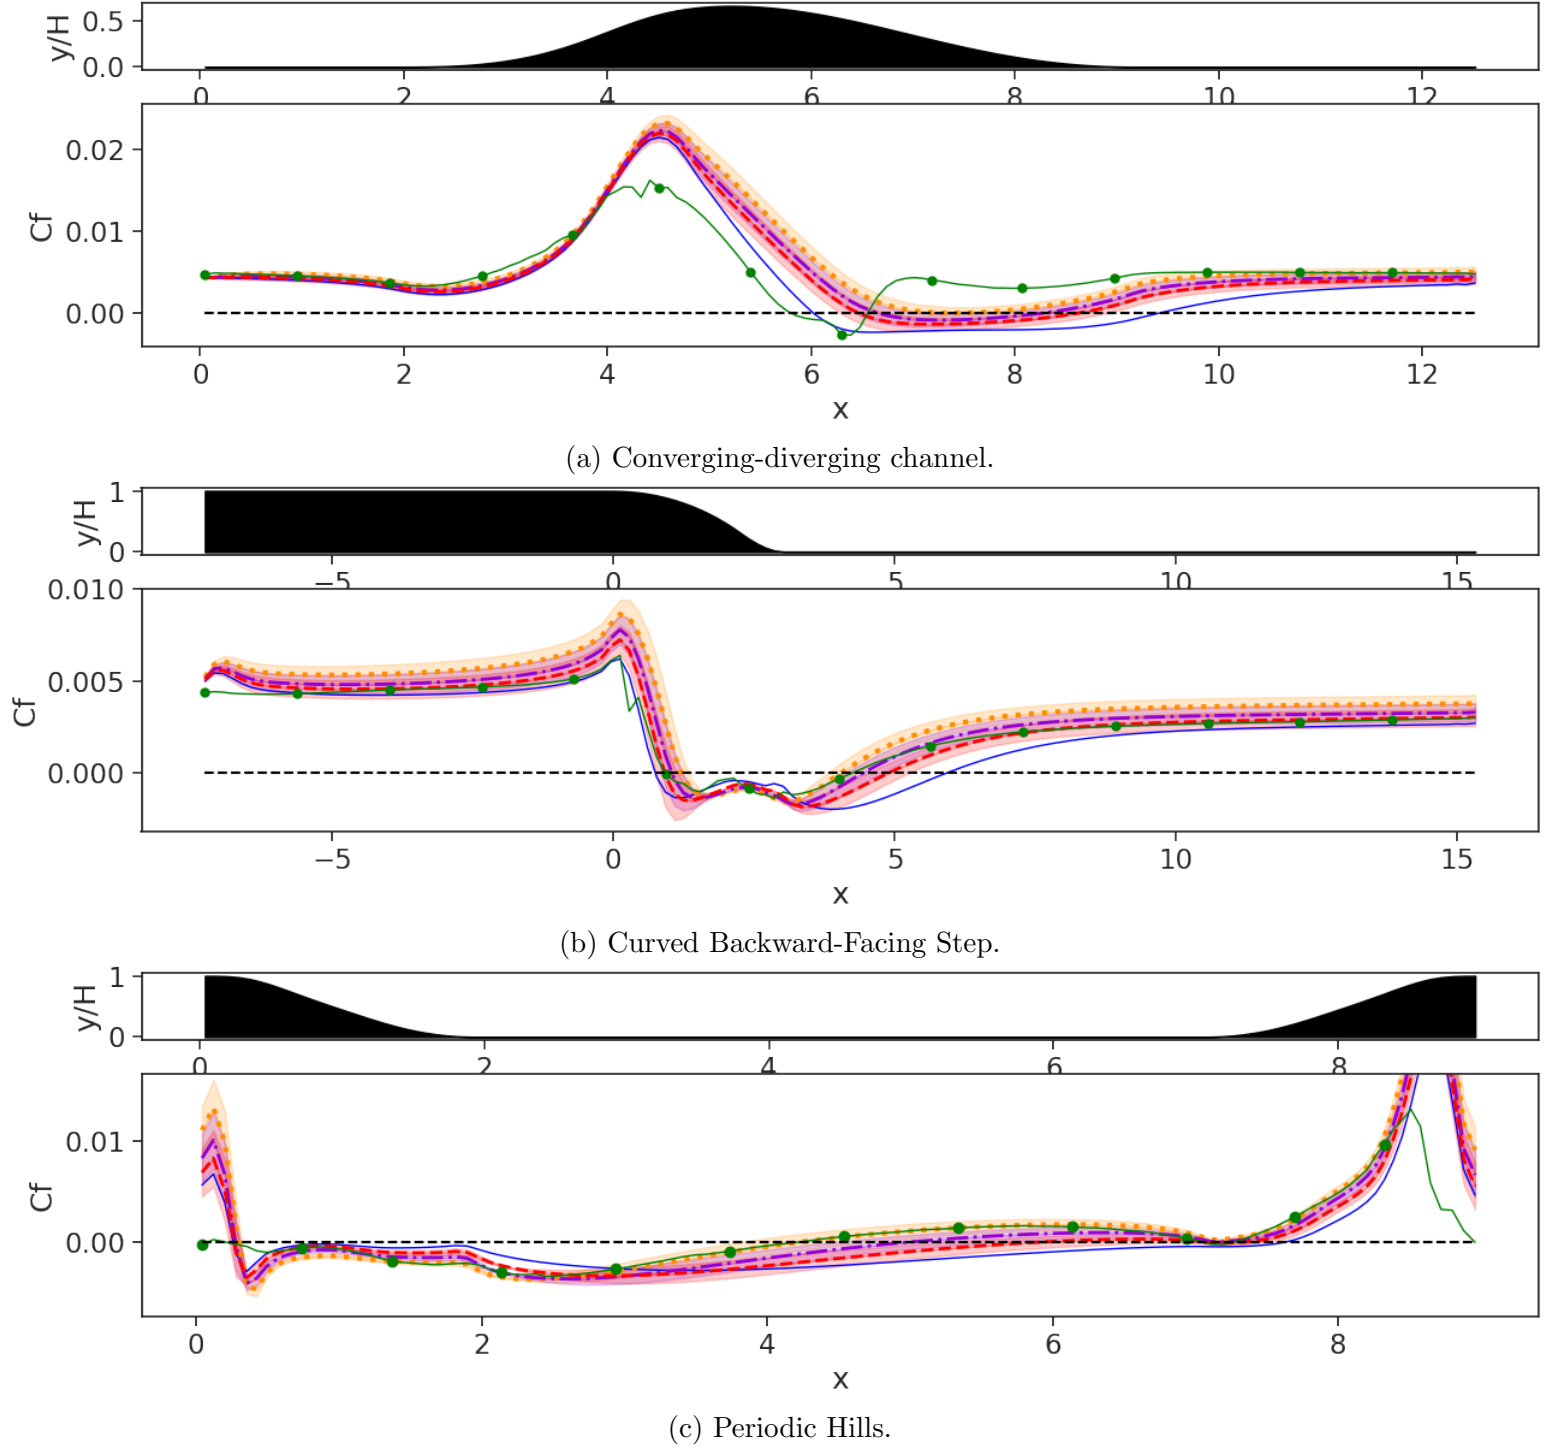 y/H
0.5
0.0
0 2 4 6 8 10 12
Cf
0.02
0.01
0.00
0 2 4 6 8 10 12
x
(a) Converging-diverging channel.
y/H
1
0
−5 0 5 10 15
Cf
0.010
0.005
0.000
−5 0 5 10 15
x
(b) Curved Backward-Facing Step.
y/H
1
0
0 2 4 6 8
Cf
0.01
0.00
0 2 4 6 8
x
(c) Periodic Hills.